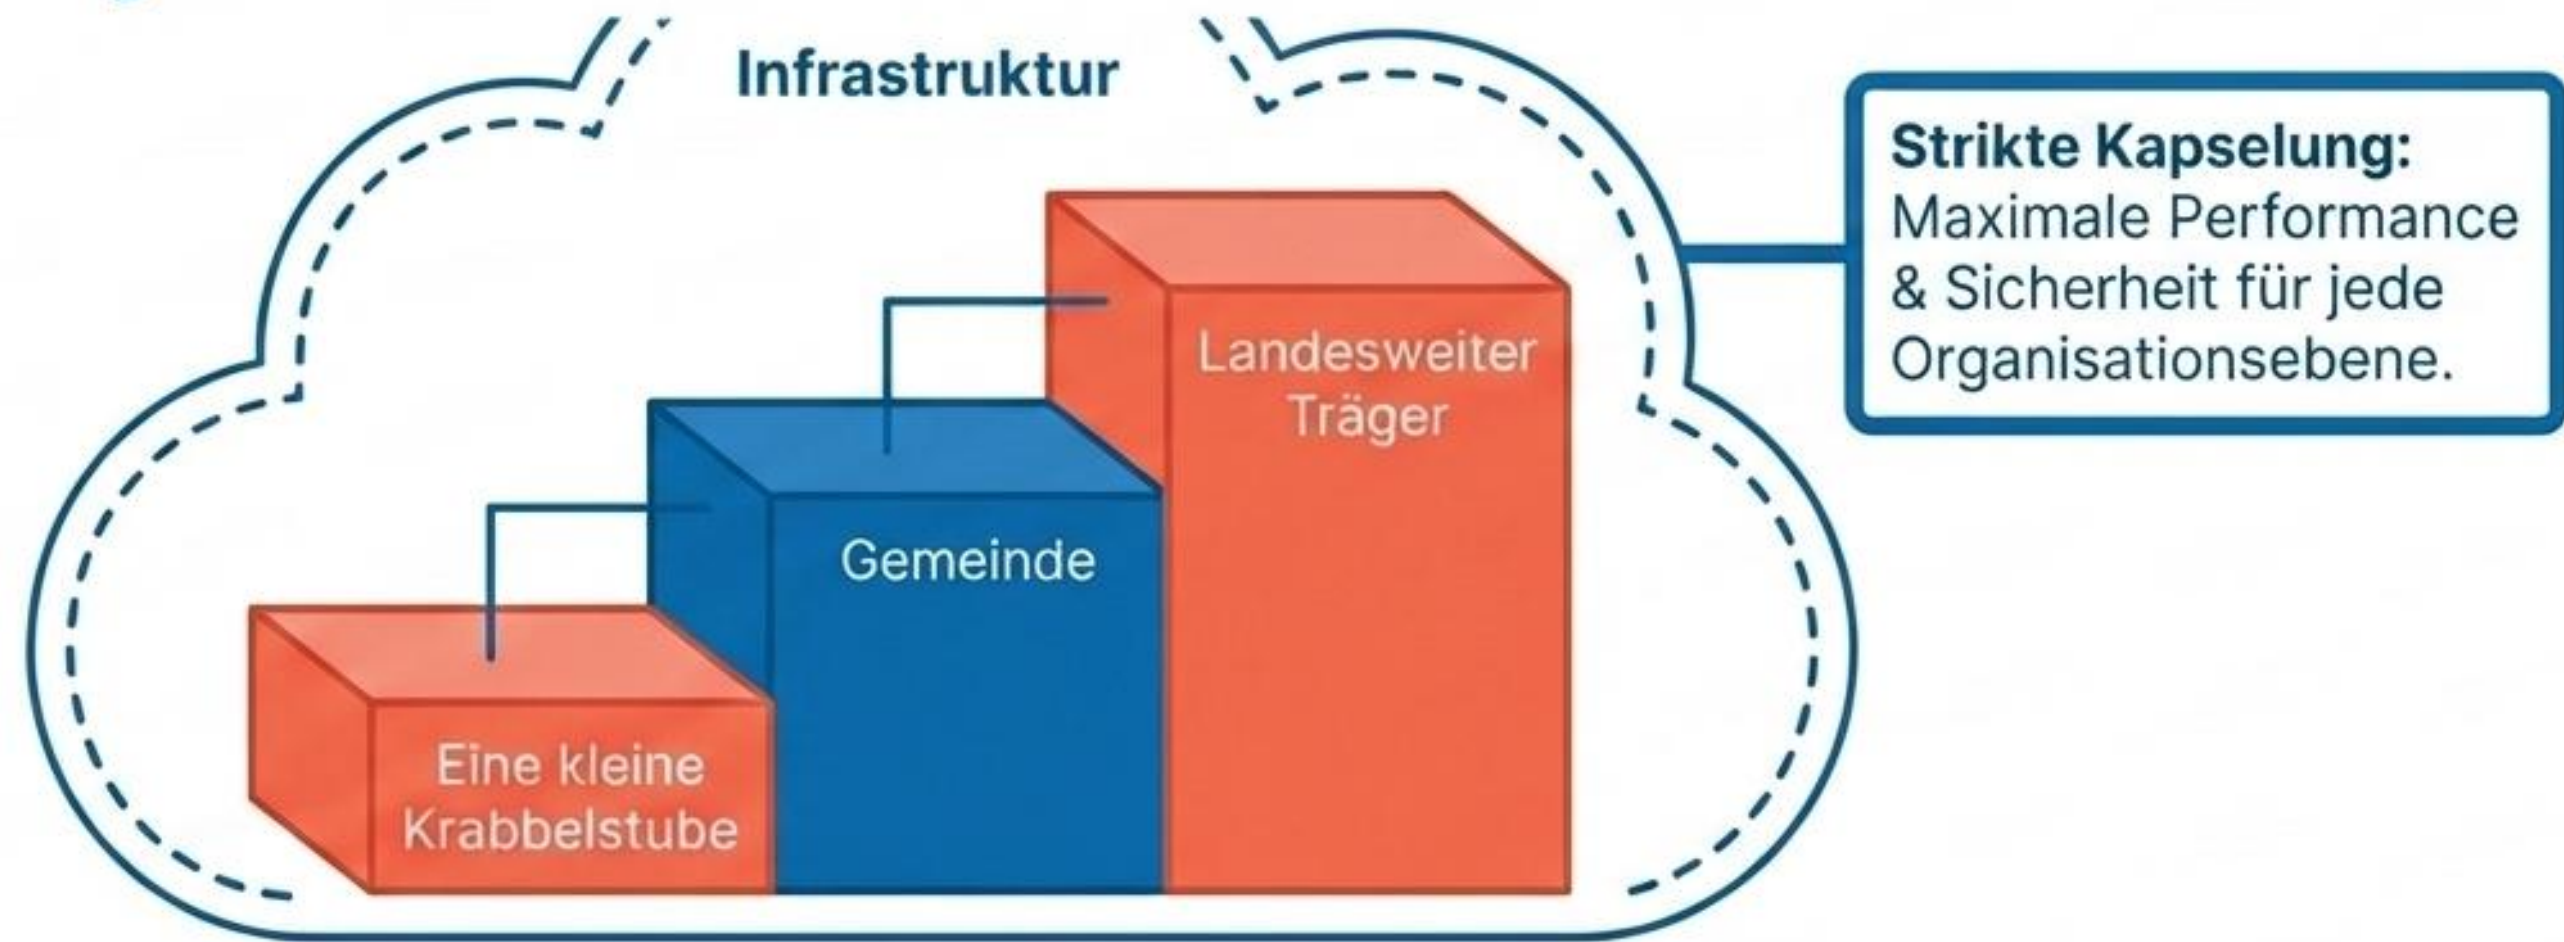 Infrastruktur
Strikte Kapselung:
Maximale Performance
& Sicherheit für jede
Organisationsebene.
Landesweiter
Träger
Gemeinde
Eine kleine
Krabbelstube